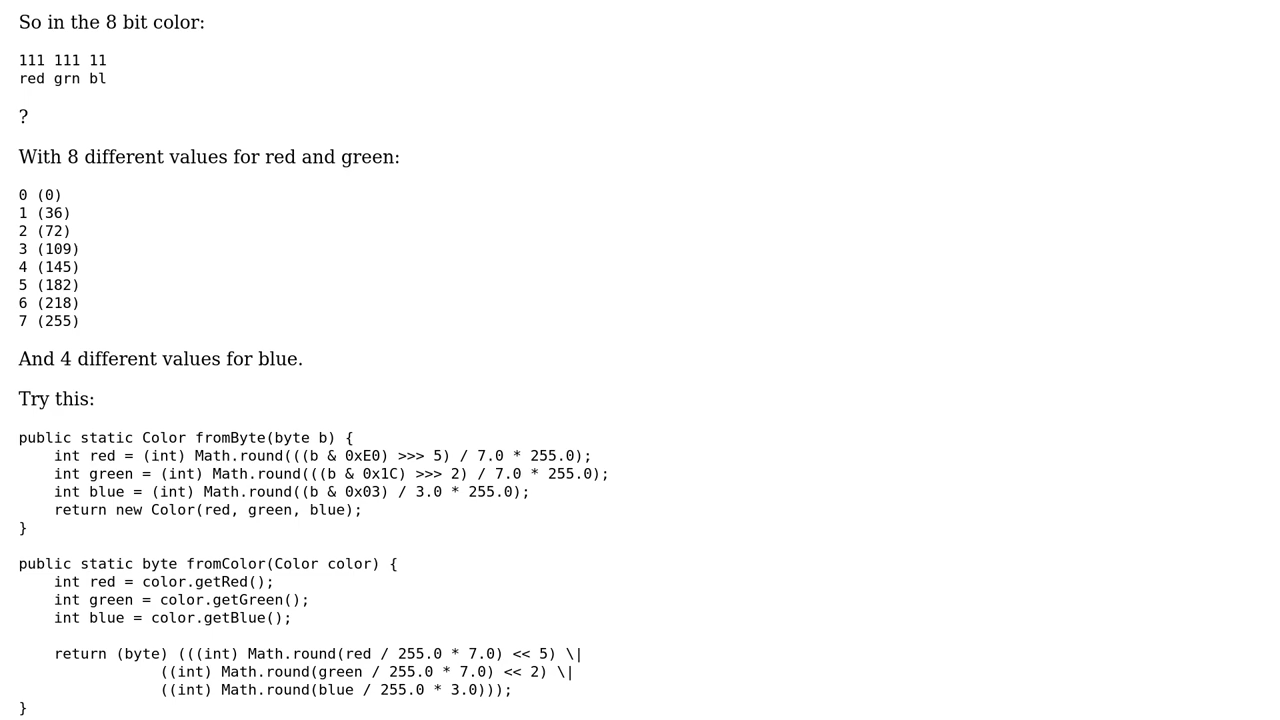 So in the 8 bit color:
111 111 11
red grn bl
?
With 8 different values for red and green:
0 (0)
1 (36)
2 (72)
3 (109)
4 (145)
5 (182)
6 (218)
7 (255)
And 4 different values for blue.
Try this:
public static Color fromByte(byte b) {
    int red = (int) Math.round(((b & 0xE0) >>> 5) / 7.0 * 255.0);
    int green = (int) Math.round(((b & 0x1C) >>> 2) / 7.0 * 255.0);
    int blue = (int) Math.round((b & 0x03) / 3.0 * 255.0);
    return new Color(red, green, blue);
}
public static byte fromColor(Color color) {
    int red = color.getRed();
    int green = color.getGreen();
    int blue = color.getBlue();
    return (byte) (((int) Math.round(red / 255.0 * 7.0) << 5) \|
                ((int) Math.round(green / 255.0 * 7.0) << 2) \|
                ((int) Math.round(blue / 255.0 * 3.0)));
}